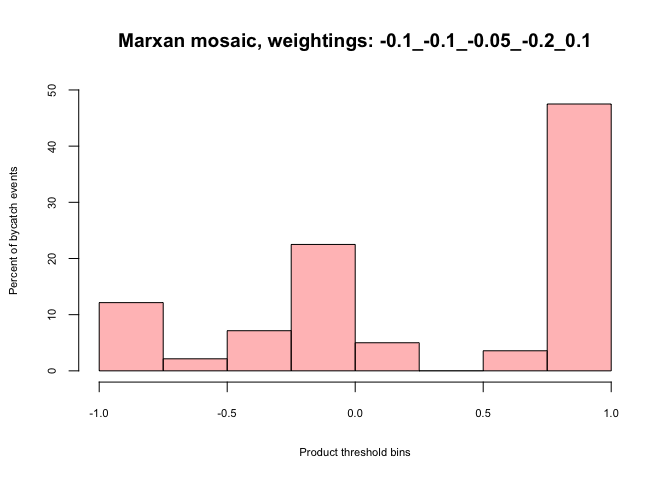 Marxan mosaic, weightings: -0.1_-0.1_-0.05_-0.2_0.1
Percent of bycatch events
50
40
30
20
10
0
-1.0 -0.5 0.0 0.5 1.0
Product threshold bins